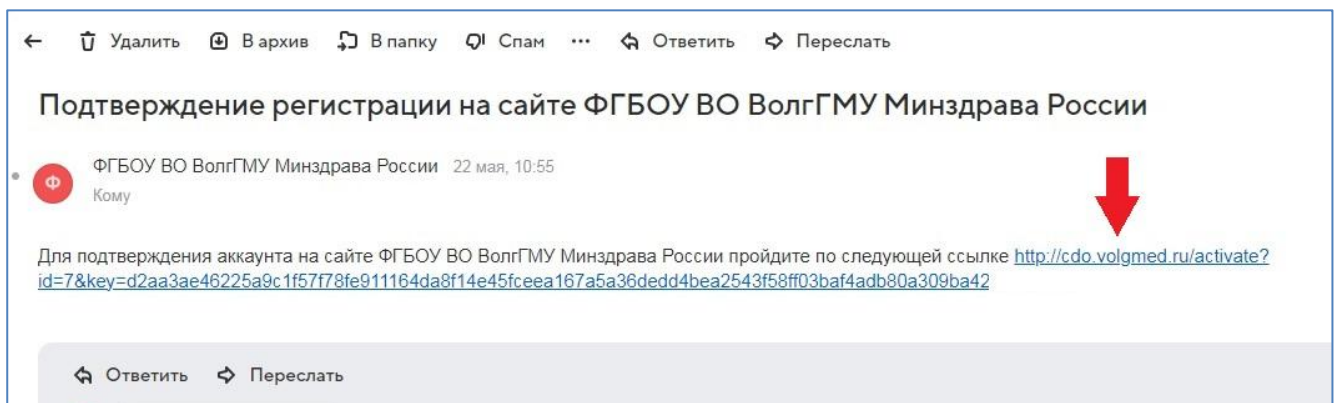 Удалить В архив В папку Спам ... Ответить Переслать
Подтверждение регистрации на сайте ФГБОУ ВО ВолгГМУ Минздрава России
Ф
ФГБОУ ВО ВолгГМУ Минздрава России 22 мая, 10:55
Кому
Для подтверждения аккаунта на сайте ФГБОУ ВО ВолгГМУ Минздрава России пройдите по следующей ссылке http://cdo.volgmed.ru/activate?
id=7&key=d2aa3ae46225a9c1f57f78fe911164da8f14e45fceea167a5a36dedd4bea2543f58ff03baf4adb80a309ba42
Ответить Переслать